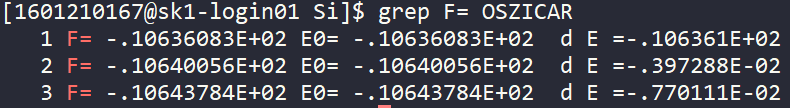 [1601210167@sk1-login01 Si]$ grep F= OSZICAR
1 F= -.10636083E+02 E0= -.10636083E+02 d E =-.106361E+02
2 F= -.10640056E+02 E0= -.10640056E+02 d E =-.397288E-02
3 F= -.10643784E+02 E0= -.10643784E+02 d E =-.770111E-02